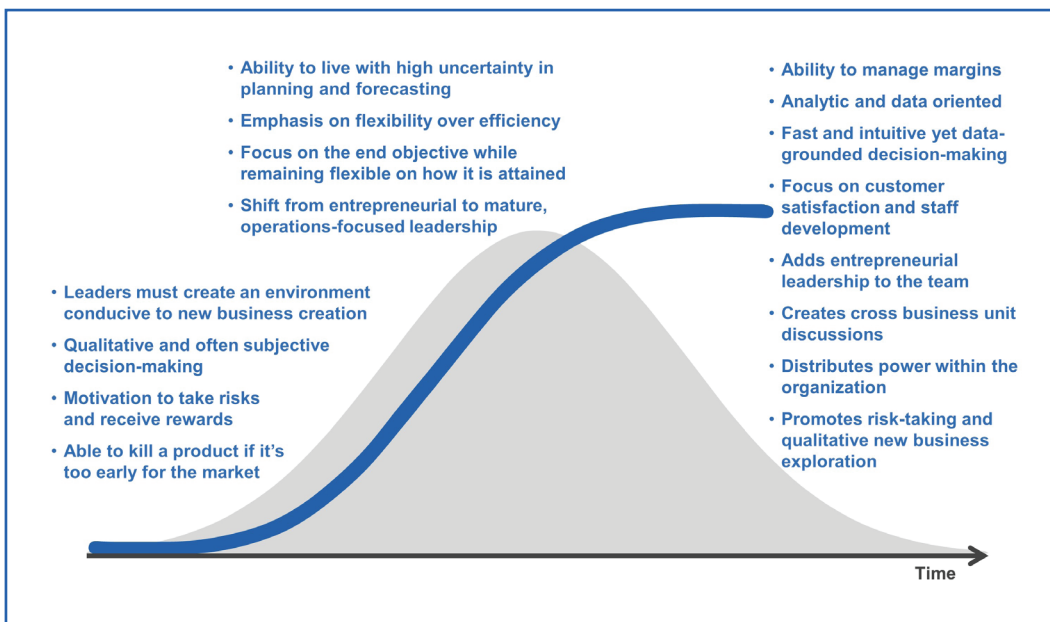 • Ability to live with high uncertainty in
planning and forecasting
• Emphasis on flexibility over efficiency
• Focus on the end objective while
remaining flexible on how it is attained
• Shift from entrepreneurial to mature,
operations-focused leadership
• Leaders must create an environment
conducive to new business creation
• Qualitative and often subjective
decision-making
• Motivation to take risks
and receive rewards
• Able to kill a product if it’s
too early for the market
• Ability to manage margins
• Analytic and data oriented
• Fast and intuitive yet data-
grounded decision-making
• Focus on customer
satisfaction and staff
development
• Adds entrepreneurial
leadership to the team
• Creates cross business unit
discussions
• Distributes power within the
organization
• Promotes risk-taking and
qualitative new business
exploration
Time